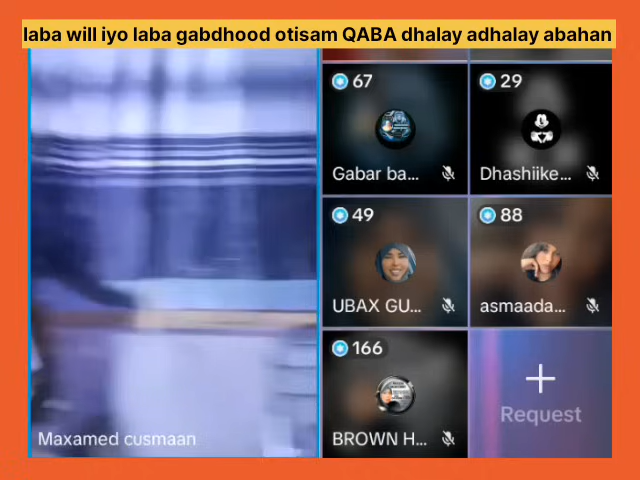 laba will iyo laba gabdhood otisam QABA dhalay adhalay abahan
67
29
Gabar ba...
Dhashiike...
49
88
UBAX GU...
asmaada...
166
BROWN H...
Request
Maxamed cusmaan